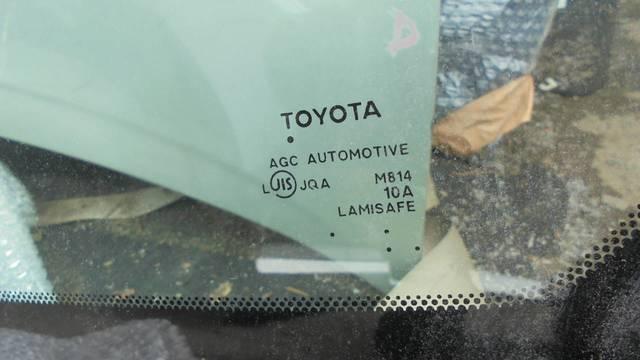 TOYOTA
AGC AUTOMOTIVE
L JIS JQA M814
10A
LAMISAFE